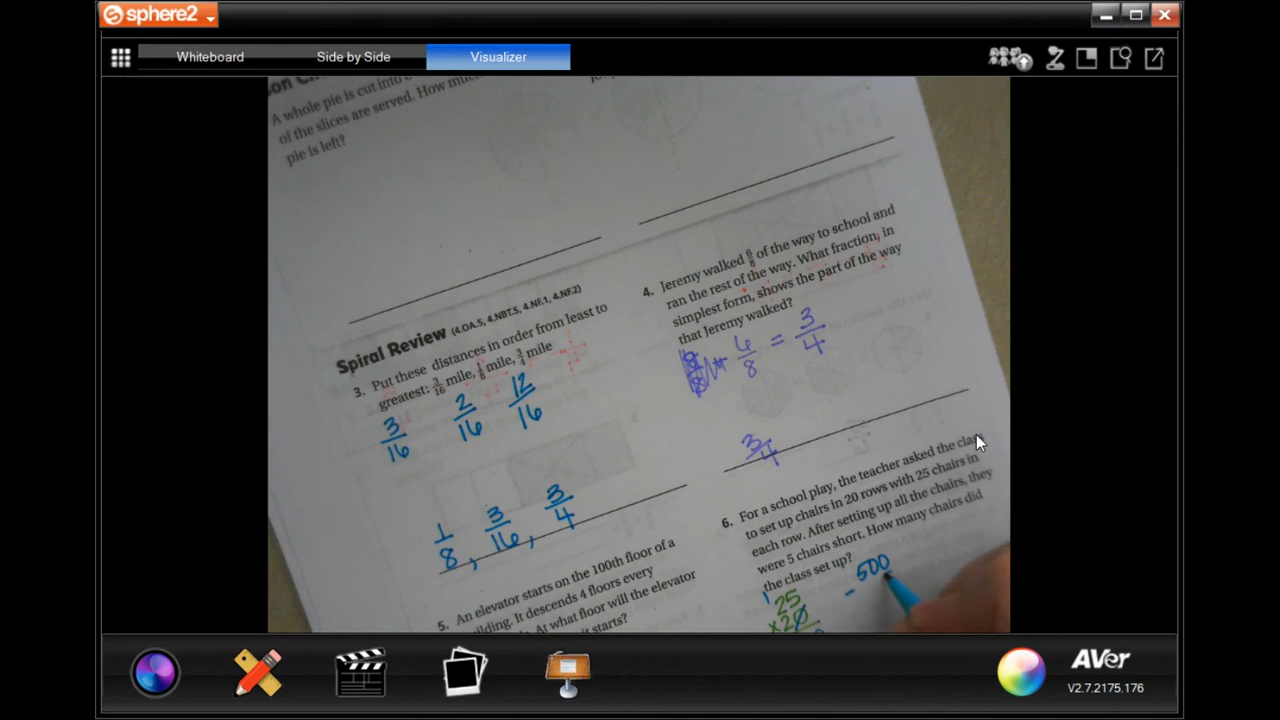 sphere2
Whiteboard Side by Side Visualizer
A whole pie is cut into
of the slices are served. How much
pie is left?
Spiral Review (4.OA.5, 4.NBT.5, 4.NF.1, 4.NF.2)
3. Put these distances in order from least to
greatest: 3/16 mile, 1/8 mile, 3/4 mile
3/16 2/16 12/16
1/8, 3/16, 3/4
4. Jeremy walked 6/8 of the way to school and
ran the rest of the way. What fraction, in
simplest form, shows the part of the way
that Jeremy walked?
6/8 = 3/4
3/4
5. An elevator starts on the 100th floor of a
building. It descends 4 floors every
At what floor will the elevator
it starts?
6. For a school play, the teacher asked the class
to set up chairs in 20 rows with 25 chairs in
each row. After setting up all the chairs, they
were 5 chairs short. How many chairs did
the class set up?
1
25
×20
- 500
AVer
V2.7.2175.176